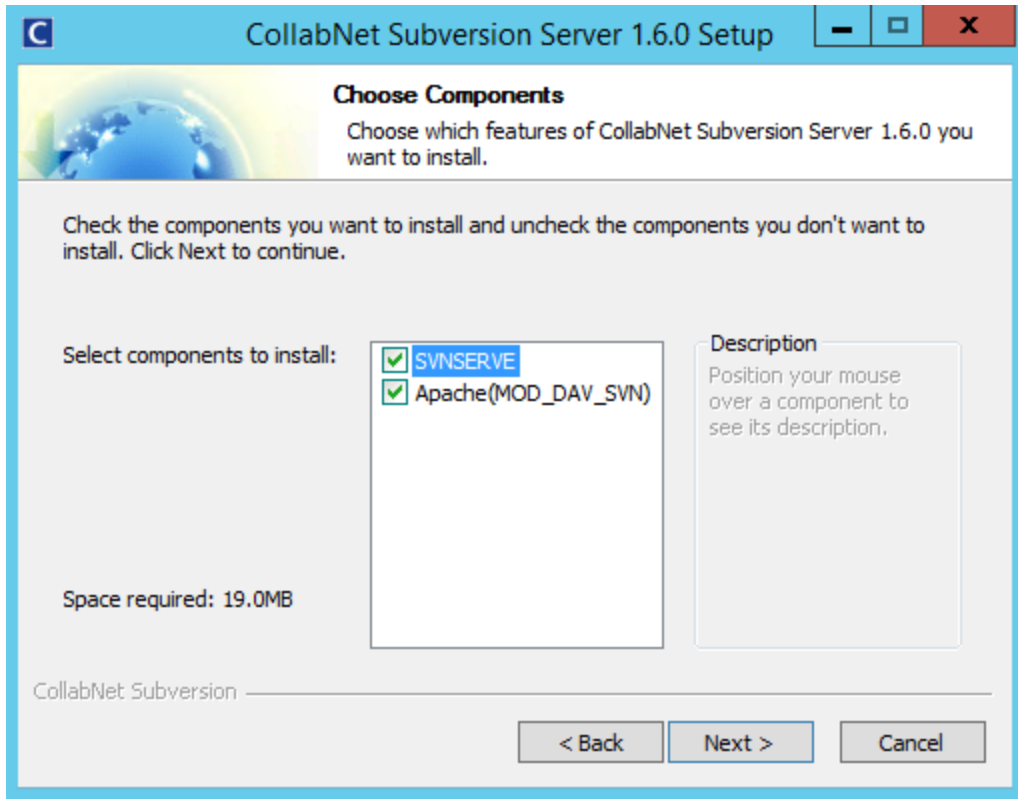 CollabNet Subversion Server 1.6.0 Setup
Choose Components
Choose which features of CollabNet Subversion Server 1.6.0 you
want to install.
Check the components you want to install and uncheck the components you don't want to
install. Click Next to continue.
Select components to install:
SVNSERVE
Apache(MOD_DAV_SVN)
Description
Position your mouse
over a component to
see its description.
Space required: 19.0MB
CollabNet Subversion
< Back
Next >
Cancel